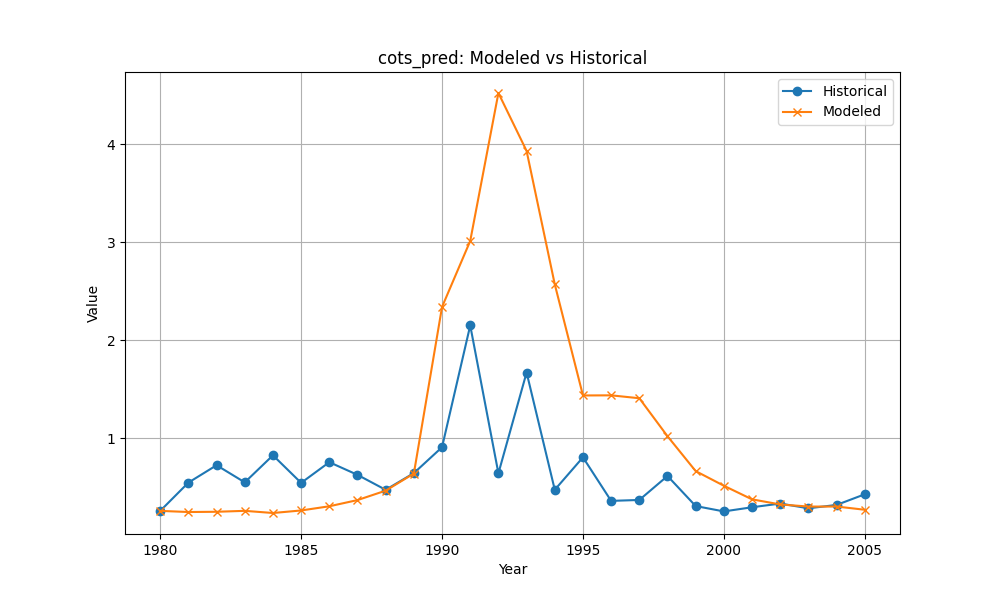 cots_pred: Modeled vs Historical
Historical
Modeled
Value
4
3
2
1
1980 1985 1990 1995 2000 2005
Year